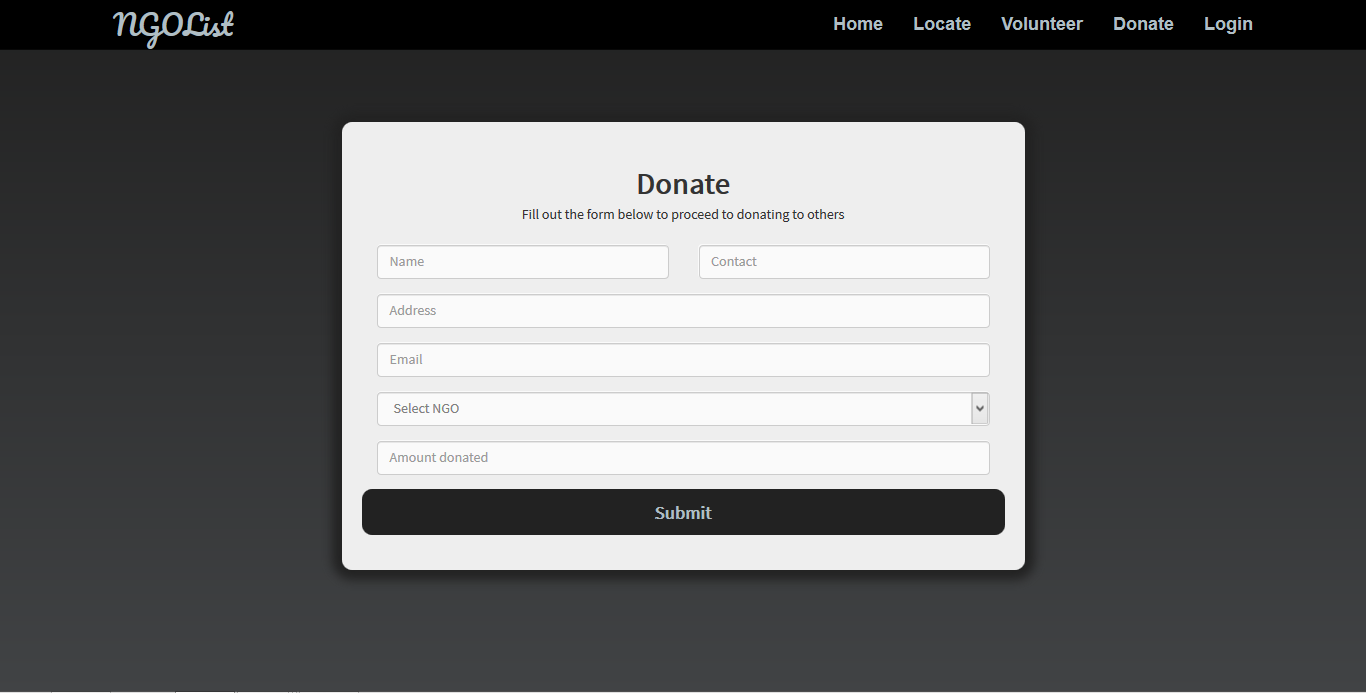 NGOList Home Locate Volunteer Donate Login
Donate
Fill out the form below to proceed to donating to others
Name Contact
Address
Email
Select NGO
Amount donated
Submit